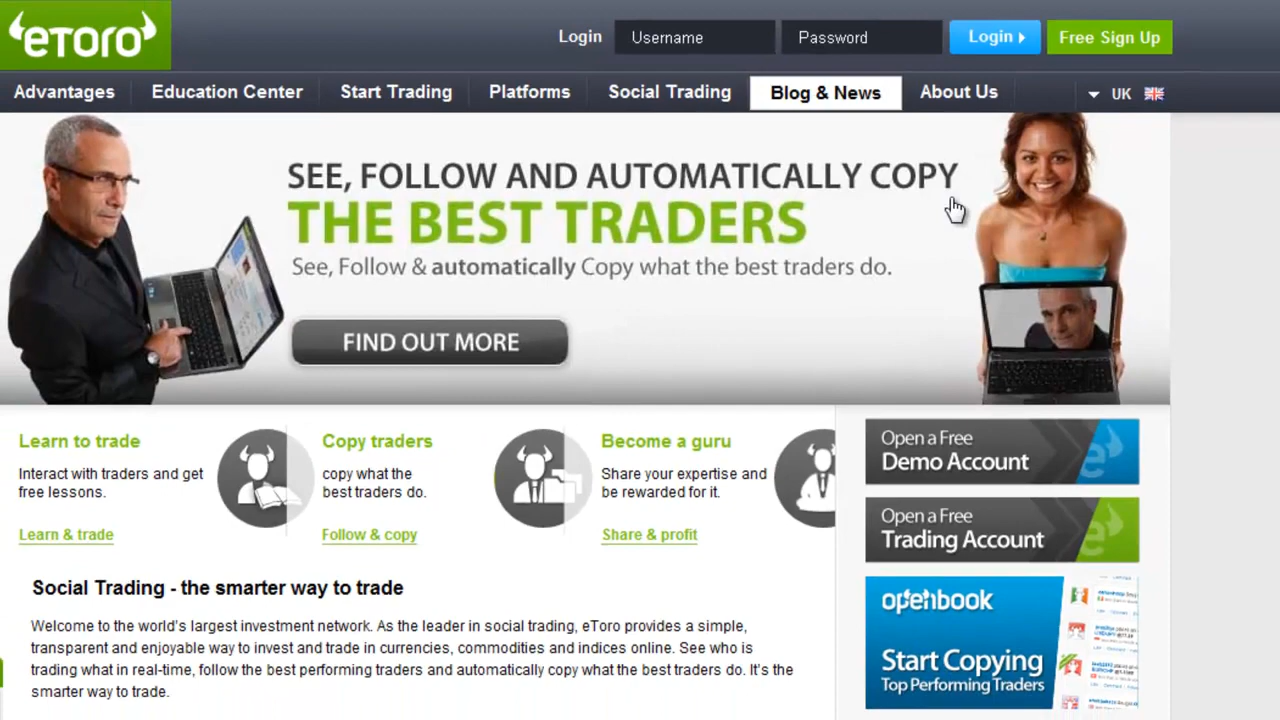 eToro
Login Username Password Login Free Sign Up
Advantages Education Center Start Trading Platforms Social Trading Blog & News About Us UK
SEE, FOLLOW AND AUTOMATICALLY COPY
THE BEST TRADERS
See, Follow & automatically Copy what the best traders do.
FIND OUT MORE
Learn to trade
Interact with traders and get
free lessons.
Learn & trade
Copy traders
copy what the
best traders do.
Follow & copy
Become a guru
Share your expertise and
be rewarded for it.
Share & profit
Open a Free
Demo Account
Open a Free
Trading Account
openbook
Start Copying
Top Performing Traders
Social Trading - the smarter way to trade
Welcome to the world's largest investment network. As the leader in social trading, eToro provides a simple,
transparent and enjoyable way to invest and trade in currencies, commodities and indices online. See who is
trading what in real-time, follow the best performing traders and automatically copy what the best traders do. It's the
smarter way to trade.